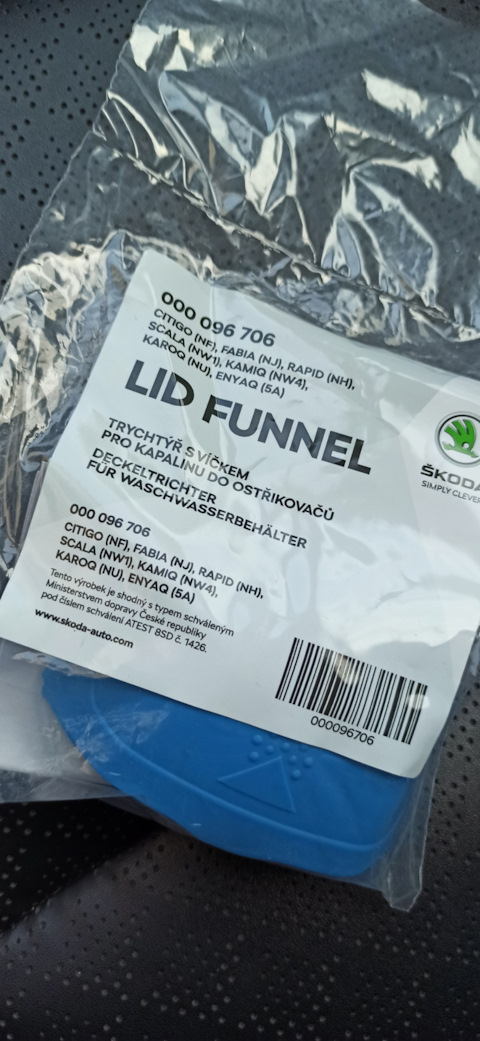 000 096 706
CITIGO (NF), FABIA (NJ), RAPID (NH),
SCALA (NW1), KAMIQ (NW4),
KAROQ (NU), ENYAQ (5A)
LID FUNNEL
ŠKODA
SIMPLY CLEVER
TRYCHTÝŘ S VÍČKEM
PRO KAPALINU DO OSTŘIKOVAČŮ
DECKELTRICHTER
FÜR WASCHWASSERBEHÄLTER
000 096 706
CITIGO (NF), FABIA (NJ), RAPID (NH),
SCALA (NW1), KAMIQ (NW4),
KAROQ (NU), ENYAQ (5A)
Tento výrobek je shodný s typem schváleným
Ministerstvem dopravy České republiky
pod číslem schválení ATEST 8SD č. 1426.
www.skoda-auto.com
000096706